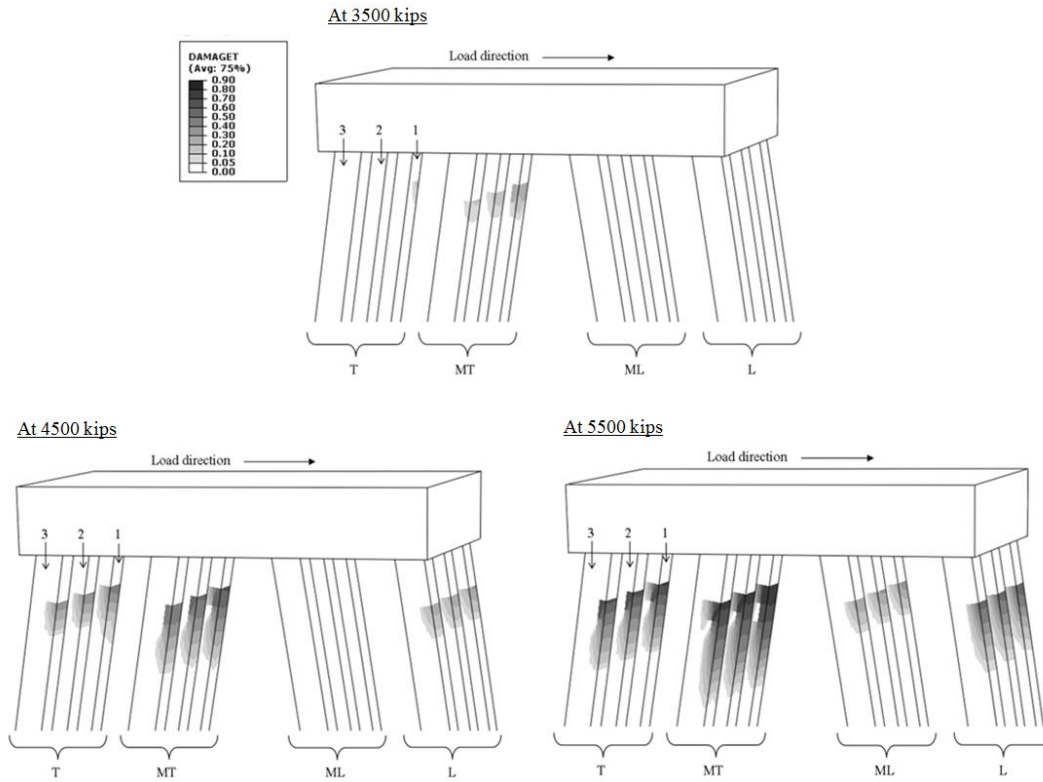 At 3500 kips
DAMAGET
(Avg: 75%)
0.90
0.80
0.70
0.60
0.50
0.40
0.30
0.20
0.10
0.05
0.00
Load direction
3 2 1
T MT ML L
At 4500 kips
Load direction
3 2 1
T MT ML L
At 5500 kips
Load direction
3 2 1
T MT ML L